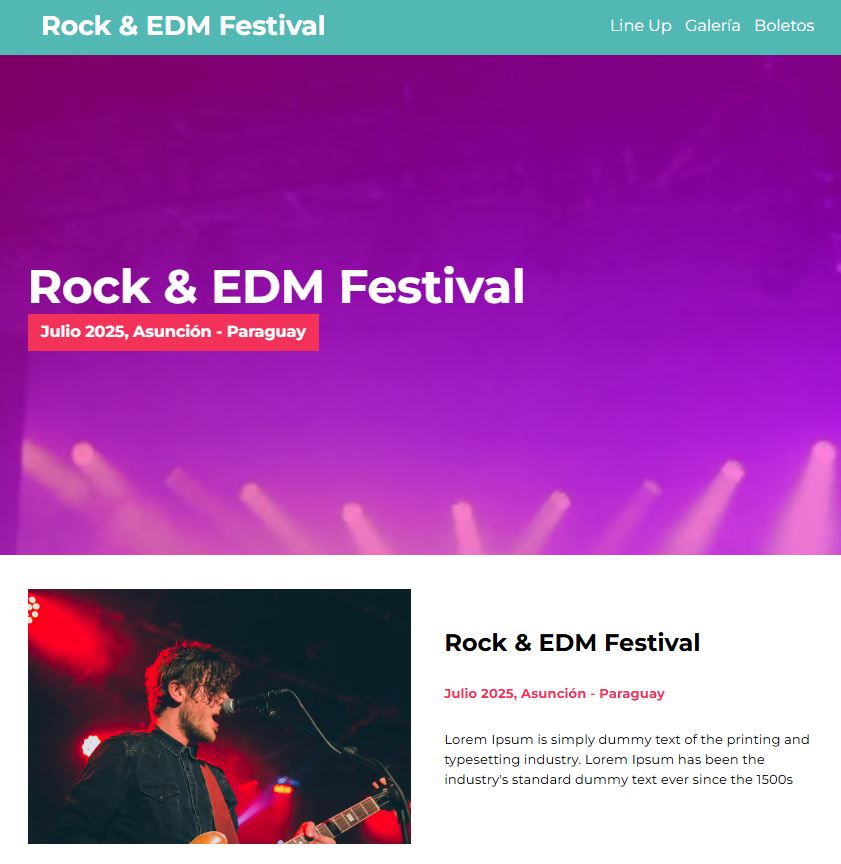 Rock & EDM Festival
Line Up Galería Boletos
Rock & EDM Festival
Julio 2025, Asunción - Paraguay
Rock & EDM Festival
Julio 2025, Asunción - Paraguay
Lorem Ipsum is simply dummy text of the printing and
typesetting industry. Lorem Ipsum has been the
industry's standard dummy text ever since the 1500s